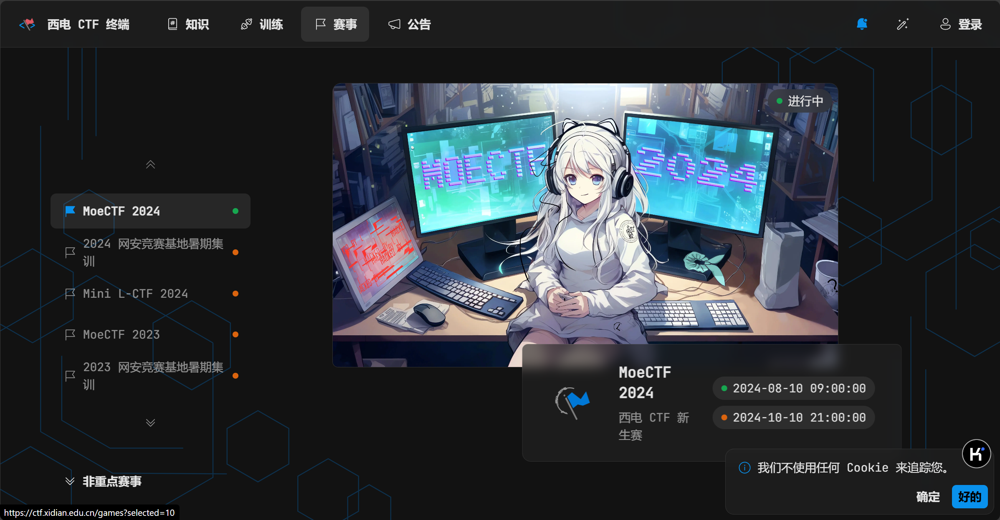 西电 CTF 终端
知识
训练
赛事
公告
登录
进行中
MOECTF
2024
MoeCTF 2024
2024 网安竞赛基地暑期集
训
Mini L-CTF 2024
MoeCTF 2023
2023 网安竞赛基地暑期集
训
非重点赛事
HACKED BY
MoeCTF
2024
西电 CTF 新
生赛
2024-08-10 09:00:00
2024-10-10 21:00:00
我们不使用任何 Cookie 来追踪您。
确定
好的
https://ctf.xidian.edu.cn/games?selected=10